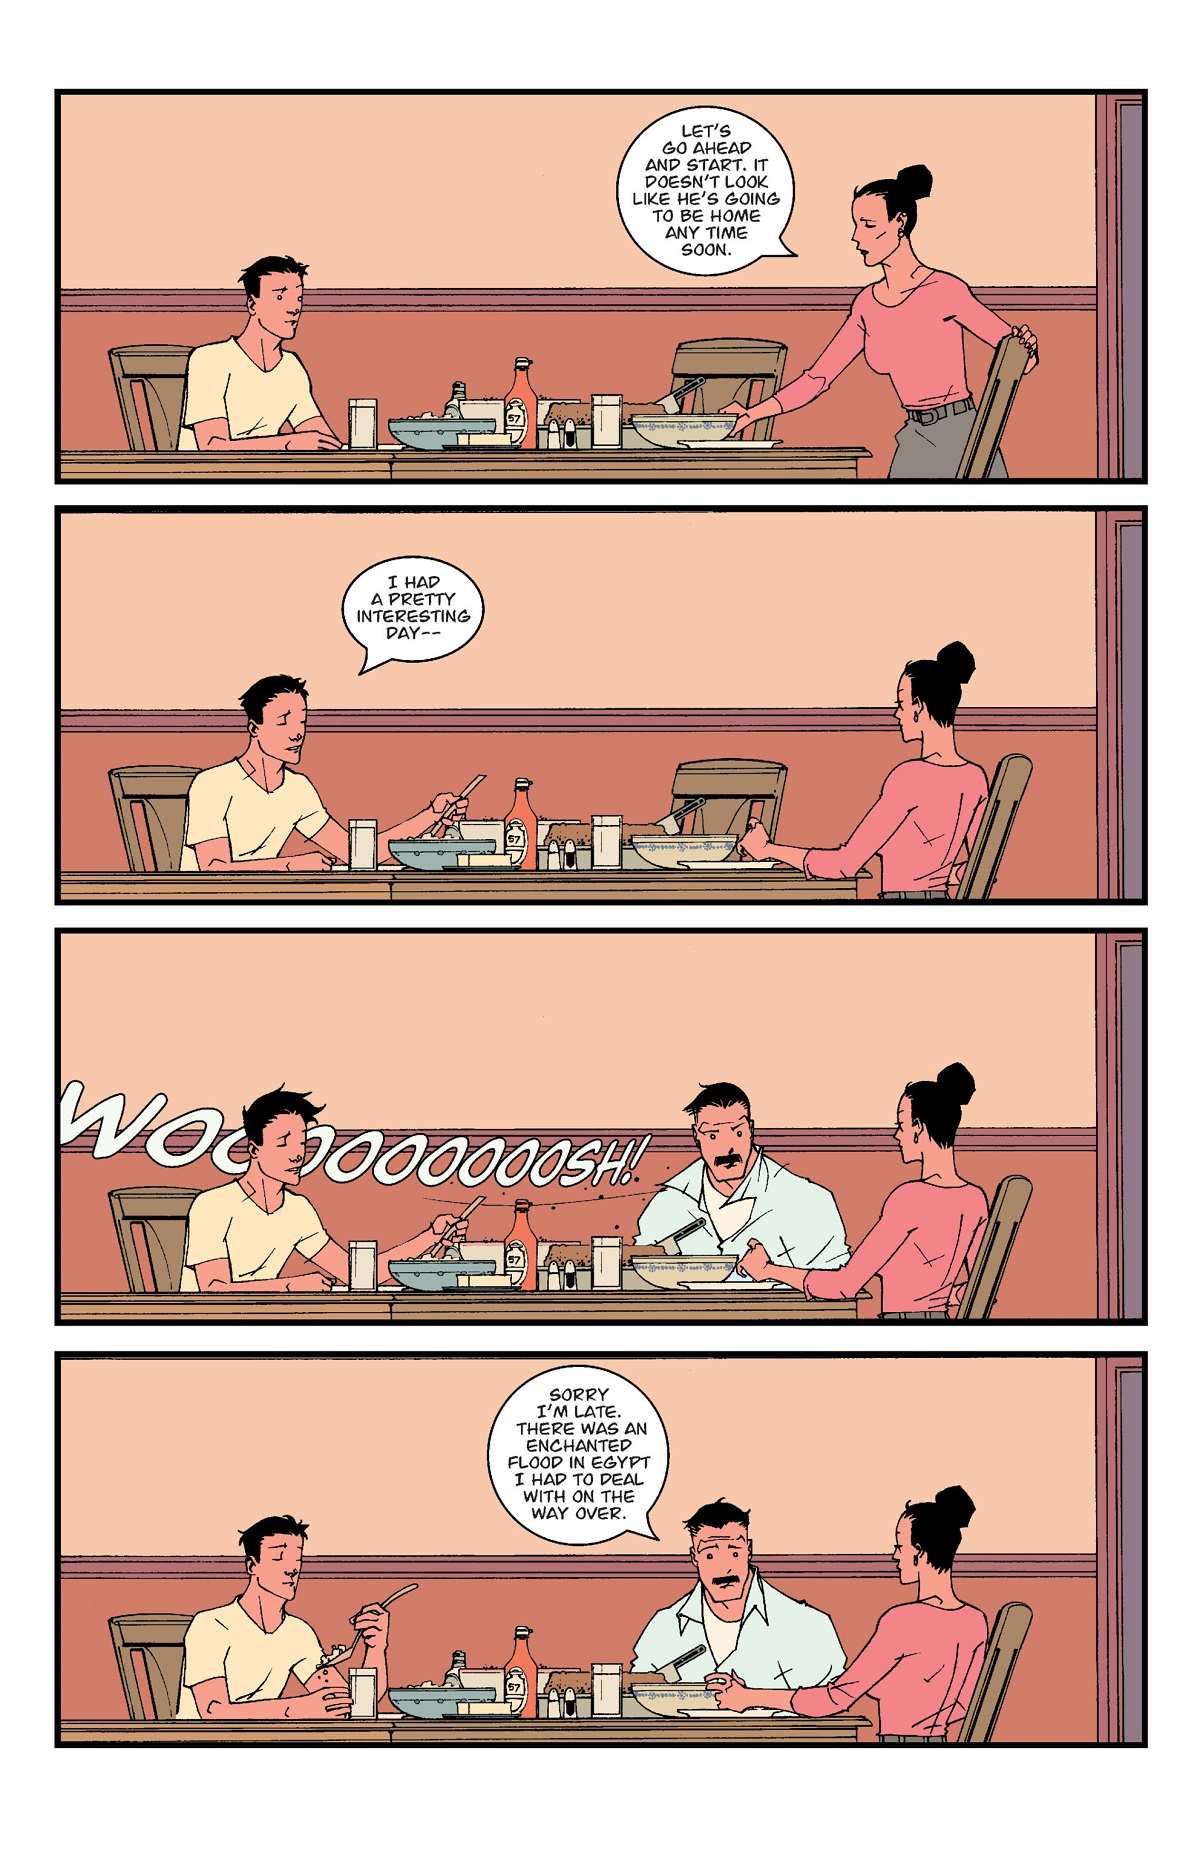 LET'S
GO AHEAD
AND START. IT
DOESN'T LOOK
LIKE HE'S GOING
TO BE HOME
ANY TIME
SOON.
57
I HAD
A PRETTY
INTERESTING
DAY--
57
WOOOOOOOOOOSH!
57
SORRY
I'M LATE.
THERE WAS AN
ENCHANTED
FLOOD IN EGYPT
I HAD TO DEAL
WITH ON THE
WAY OVER.
57